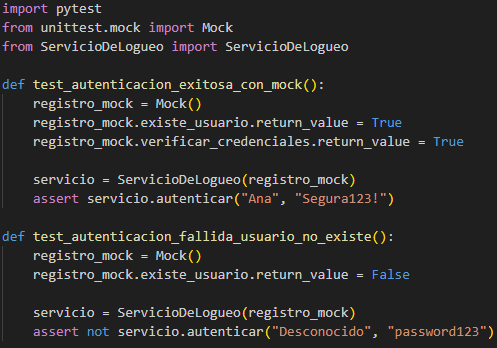 import pytest
from unittest.mock import Mock
from ServicioDeLogueo import ServicioDeLogueo

def test_autenticacion_exitosa_con_mock():
    registro_mock = Mock()
    registro_mock.existe_usuario.return_value = True
    registro_mock.verificar_credenciales.return_value = True

    servicio = ServicioDeLogueo(registro_mock)
    assert servicio.autenticar("Ana", "Segura123!")

def test_autenticacion_fallida_usuario_no_existe():
    registro_mock = Mock()
    registro_mock.existe_usuario.return_value = False

    servicio = ServicioDeLogueo(registro_mock)
    assert not servicio.autenticar("Desconocido", "password123")